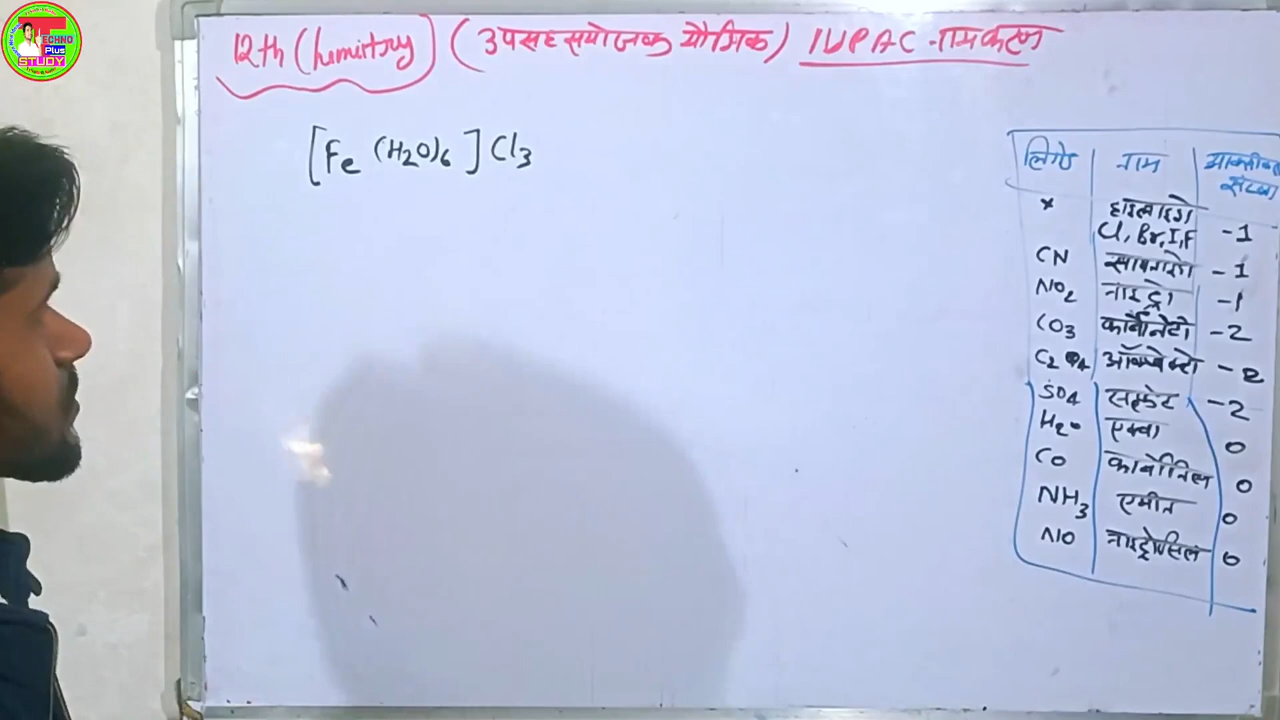 TECHNO
Plus
STUDY
12th Chemistry) (उपसहसयोजक यौगिक) IUPAC नामकरण
[Fe (H2O)6] Cl3
लिगेंड नाम
x हाइलाइडो
Cl, Br, I, F -1
CN सायनाइडो -1
NO2 नाइट्रो -1
CO3 कार्बोनेटो -2
C2O4 ऑक्जेलेटो -2
SO4 सल्फेट -2
H2O एक्वा 0
CO कार्बोनिल 0
NH3 एमीन 0
NO नाइट्रोसिल 0